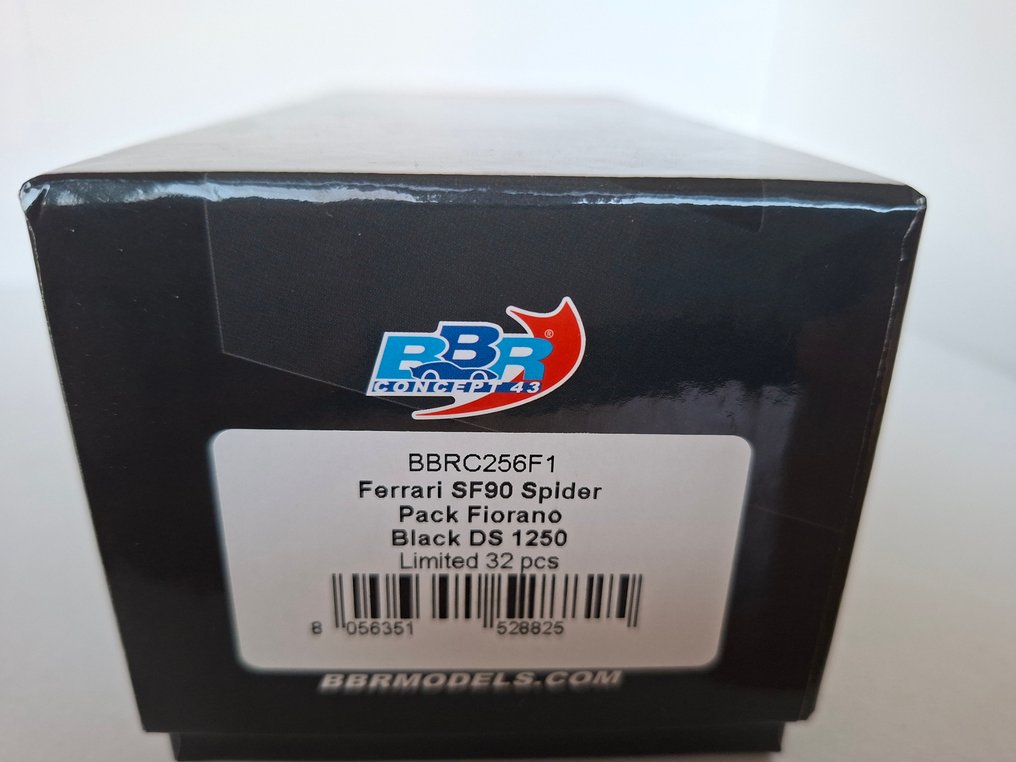 BBR®
CONCEPT 43
BBRC256F1
Ferrari SF90 Spider
Pack Fiorano
Black DS 1250
Limited 32 pcs
8 056351 528825
BBRMODELS.COM